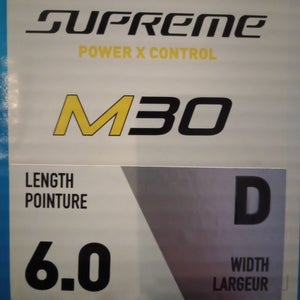 SUPREME
POWER X CONTROL
M30
LENGTH
POINTURE
6.0
D
WIDTH
LARGEUR